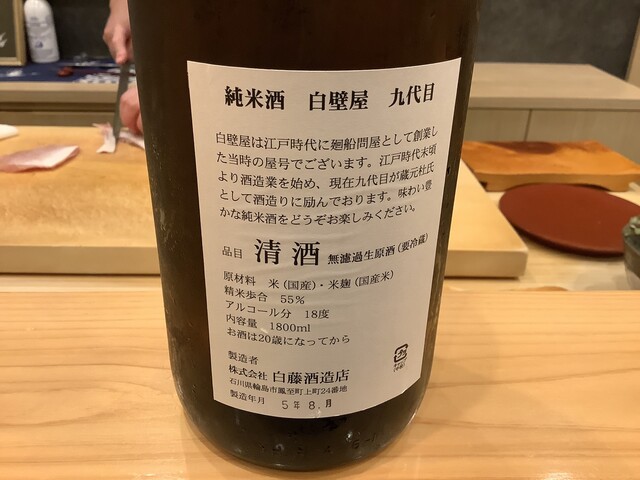 純米酒 白壁屋 九代目
白壁屋は江戸時代に廻船問屋として創業し
た当時の屋号でございます。江戸時代末頃
より酒造業を始め、現在九代目が蔵元杜氏
として酒造りに励んでおります。味わい豊
かな純米酒をどうぞお楽しみください。
品目 清酒 無濾過生原酒(要冷蔵)
原材料 米(国産)・米麹(国産米)
精米歩合 55%
アルコール分 18度
内容量 1800ml
お酒は20歳になってから
製造者
株式会社 白藤酒造店
石川県輪島市鳳至町上町24番地
製造年月 5年8.月